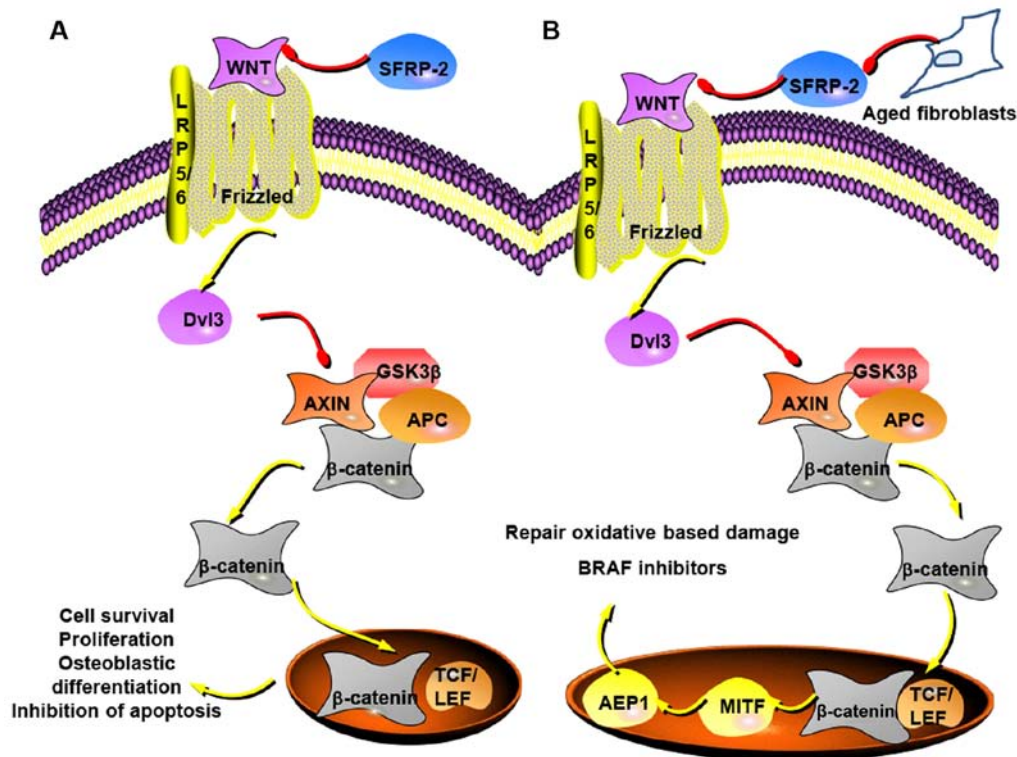 A
WNT
SFRP-2
LRP5/6
Frizzled
Dvl3
GSK3β
AXIN
APC
β-catenin
β-catenin
Cell survival
Proliferation
Osteoblastic
differentiation
Inhibition of apoptosis
β-catenin
TCF/
LEF
B
WNT
SFRP-2
Aged fibroblasts
LRP5/6
Frizzled
Dvl3
GSK3β
AXIN
APC
β-catenin
Repair oxidative based damage
BRAF inhibitors
β-catenin
AEP1
MITF
β-catenin
TCF/
LEF